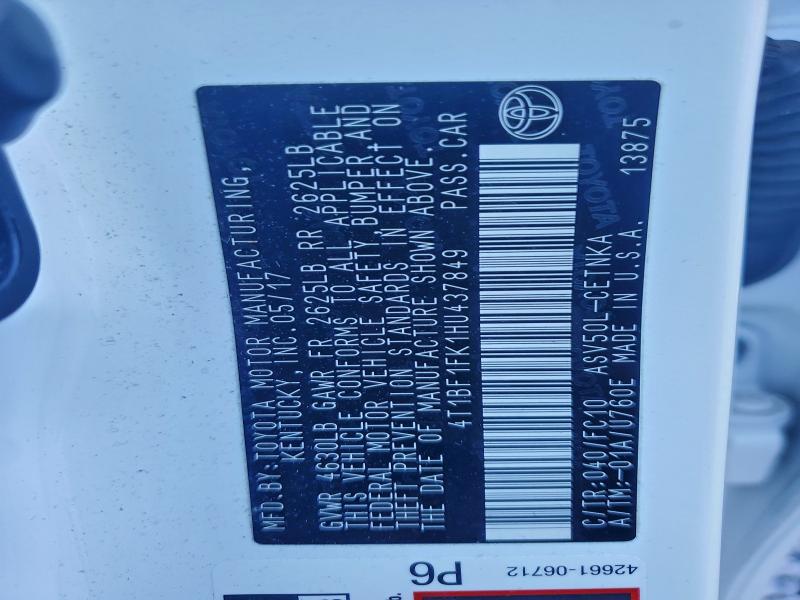 MFD.BY:TOYOTA MOTOR MANUFACTURING,
KENTUCKY, INC.05/17
GVWR 4630LB GAWR FR 2625LB RR 2625LB
THIS VEHICLE CONFORMS TO ALL APPLICABLE
FEDERAL MOTOR VEHICLE SAFETY, BUMPER,AND
THEFT PREVENTION STANDARDS IN EFFECT ON
THE DATE OF MANUFACTURE SHOWN ABOVE.
4T1BF1FK1HU437849 PASS.CAR
C/TR:040/FC10 ASV50L-CETNKA
A/TM:-01A/U760E MADE IN U.S.A. 13875
P6
42661-06712